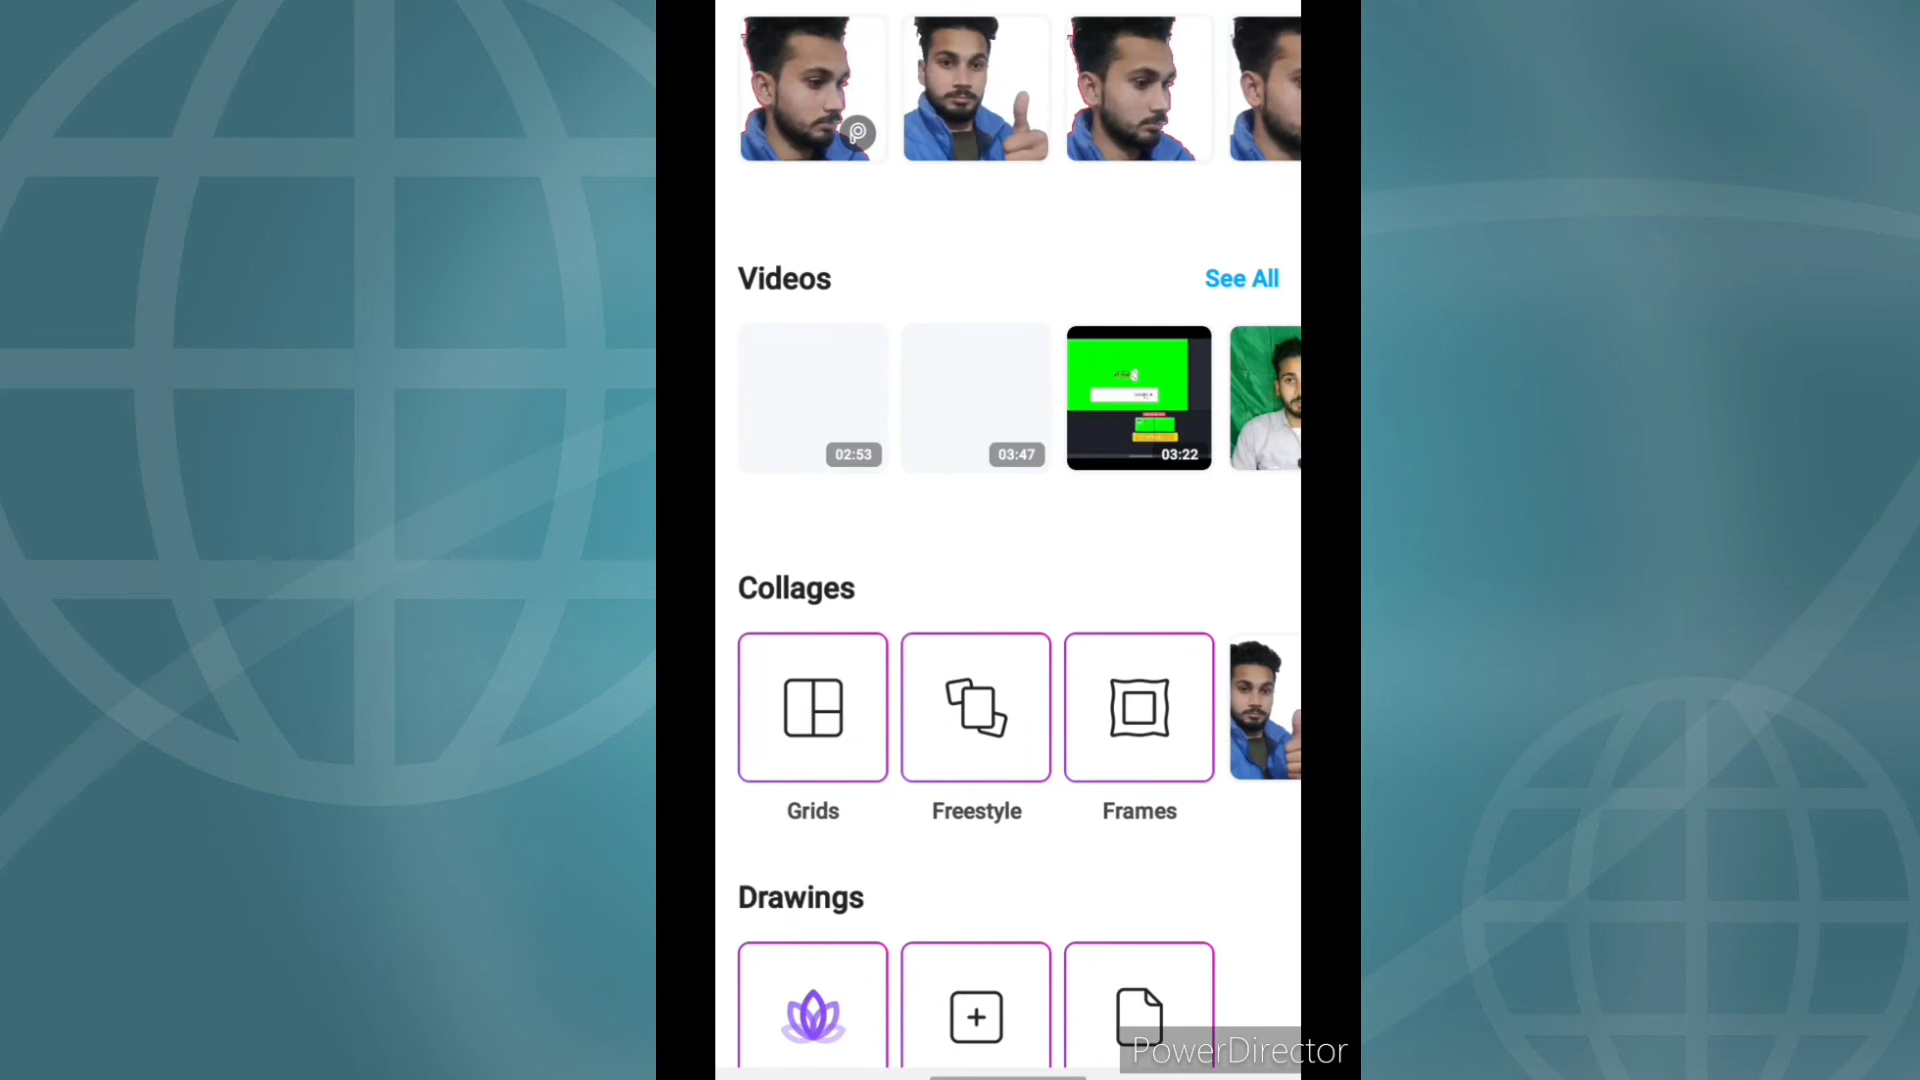 Videos
See All
02:53
03:47
03:22
Collages
Grids
Freestyle
Frames
Drawings
PowerDirector